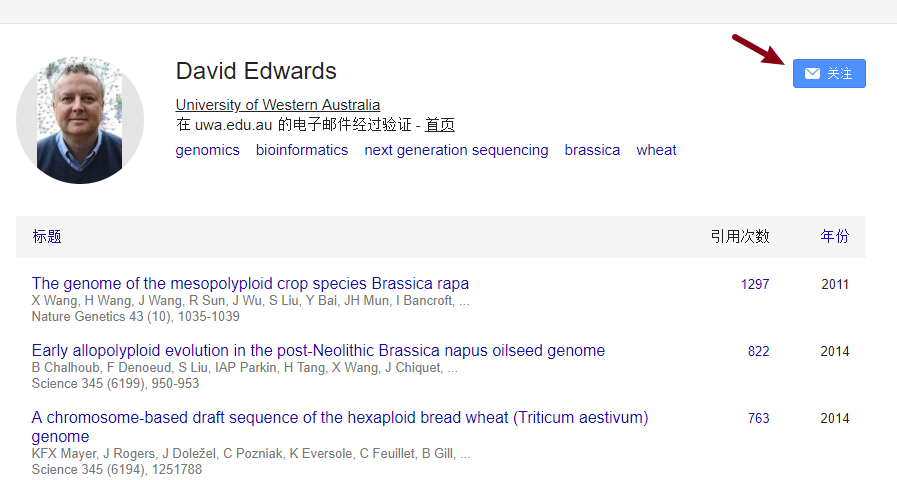 David Edwards
关注
University of Western Australia
在 uwa.edu.au 的电子邮件经过验证 - 首页
genomics bioinformatics next generation sequencing brassica wheat
标题 引用次数 年份
The genome of the mesopolyploid crop species Brassica rapa 1297 2011
X Wang, H Wang, J Wang, R Sun, J Wu, S Liu, Y Bai, JH Mun, I Bancroft, ...
Nature Genetics 43 (10), 1035-1039
Early allopolyploid evolution in the post-Neolithic Brassica napus oilseed genome 822 2014
B Chalhoub, F Denoeud, S Liu, IAP Parkin, H Tang, X Wang, J Chiquet, ...
Science 345 (6199), 950-953
A chromosome-based draft sequence of the hexaploid bread wheat (Triticum aestivum) 763 2014
genome
KFX Mayer, J Rogers, J Doležel, C Pozniak, K Eversole, C Feuillet, B Gill, ...
Science 345 (6194), 1251788